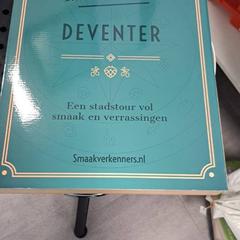 DEVENTER
Een stadstour vol
smaak en verrassingen
Smaakverkenners.nl